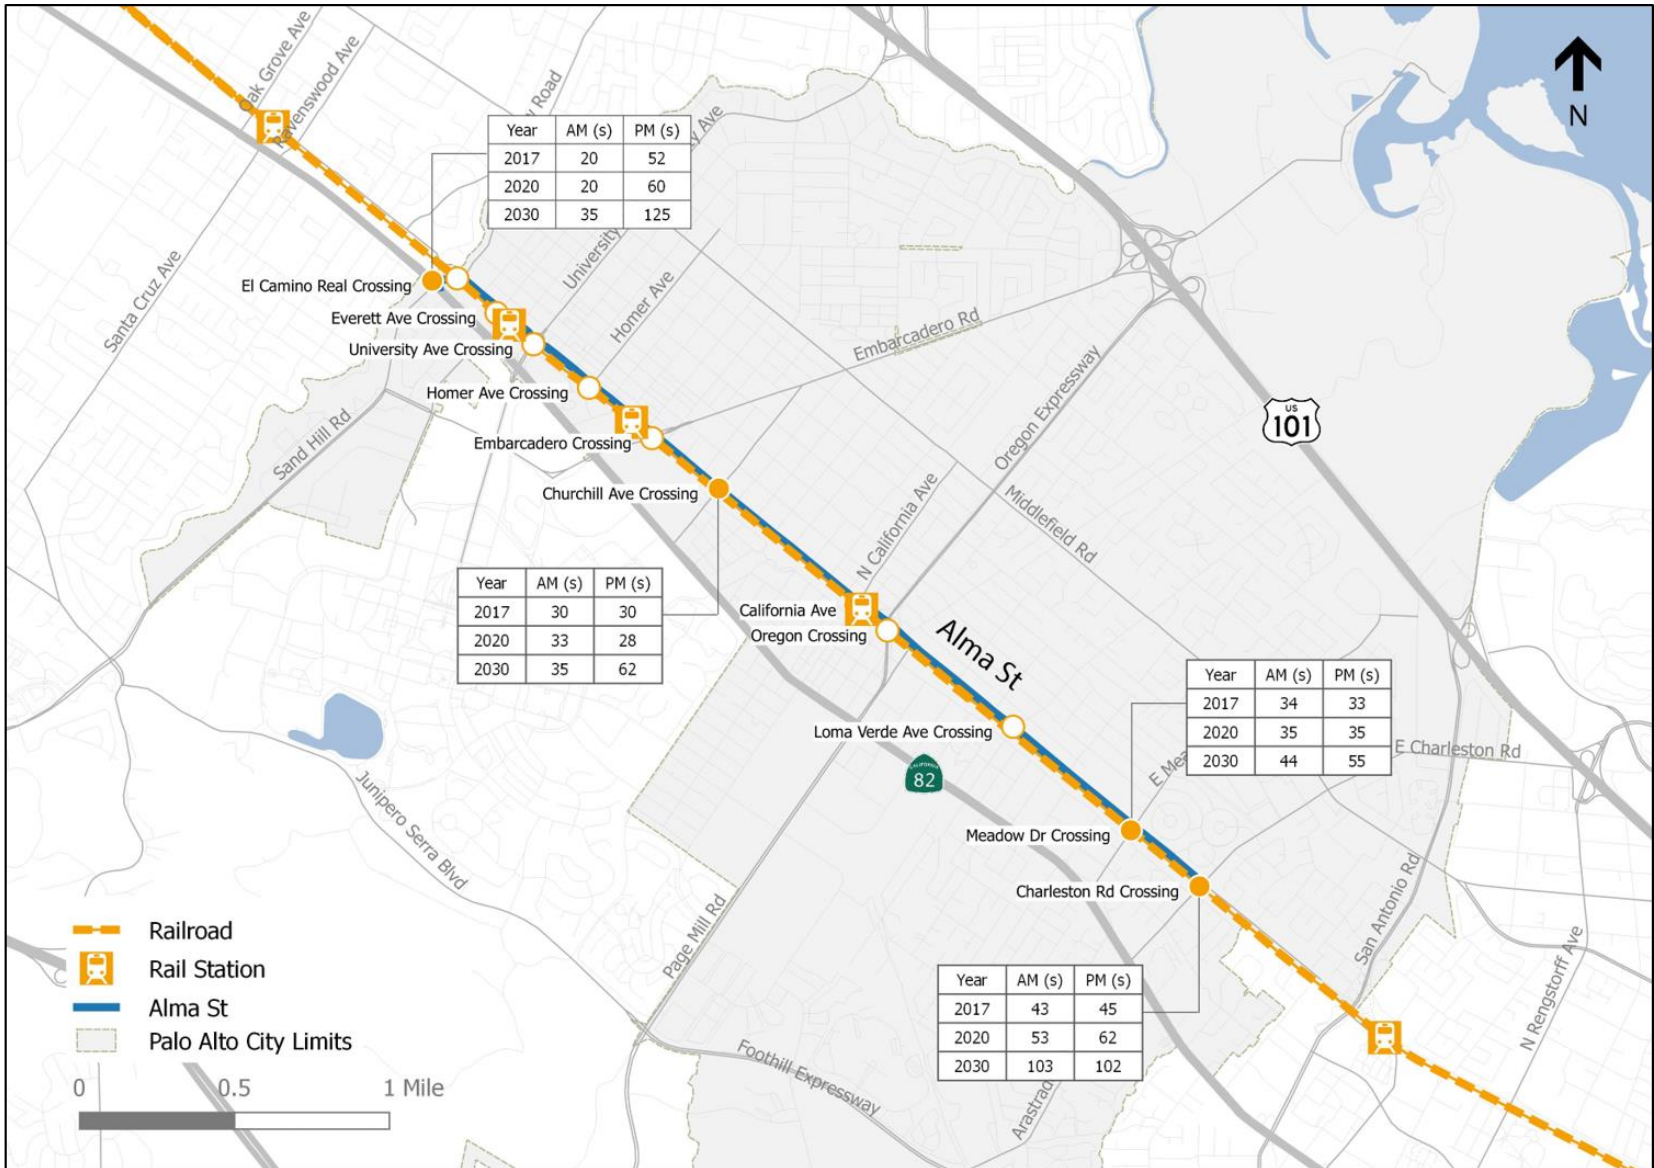 Oak Grove Ave
Ravenswood Ave
Road
N
Year AM (s) PM (s)
2017 20 52
2020 20 60
2030 35 125
University
Ave
Homer Ave
Santa Cruz Ave
El Camino Real Crossing
Everett Ave Crossing
University Ave Crossing
Homer Ave Crossing
Embarcadero Rd
Embarcadero Crossing
Oregon Expressway
US
101
Sand Hill Rd
Churchill Ave Crossing
N California Ave
Middlefield Rd
Year AM (s) PM (s)
2017 30 30
2020 33 28
2030 35 62
California Ave
Oregon Crossing
Alma St
Year AM (s) PM (s)
2017 34 33
2020 35 35
2030 44 55
Loma Verde Ave Crossing
E Charleston Rd
CALIFORNIA
82
Junipero Serra Blvd
Meadow Dr Crossing
Charleston Rd Crossing
Page Mill Rd
San Antonio Rd
N Rengstorff Ave
Railroad
Rail Station
Alma St
Palo Alto City Limits
Year AM (s) PM (s)
2017 43 45
2020 53 62
2030 103 102
Foothill Expressway
Arastrad
0 0.5 1 Mile